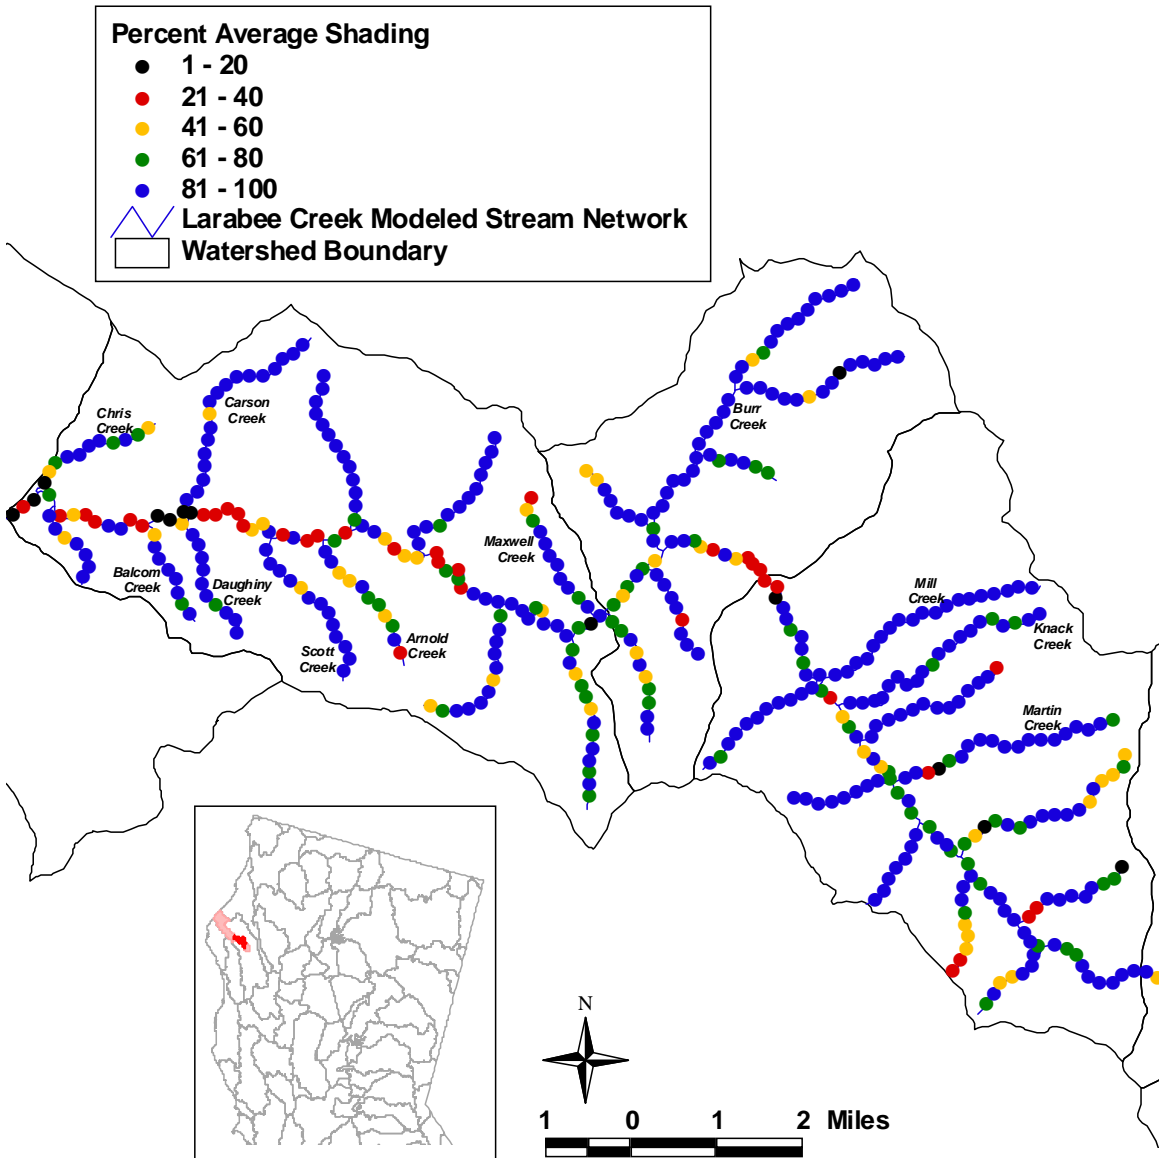 Percent Average Shading
1 - 20
21 - 40
41 - 60
61 - 80
81 - 100
Larabee Creek Modeled Stream Network
Watershed Boundary
Chris
Creek
Carson
Creek
Burr
Creek
Maxwell
Creek
Balcom
Creek
Daughiny
Creek
Scott
Creek
Arnold
Creek
Mill
Creek
Knack
Creek
Martin
Creek
N
1 0 1 2 Miles